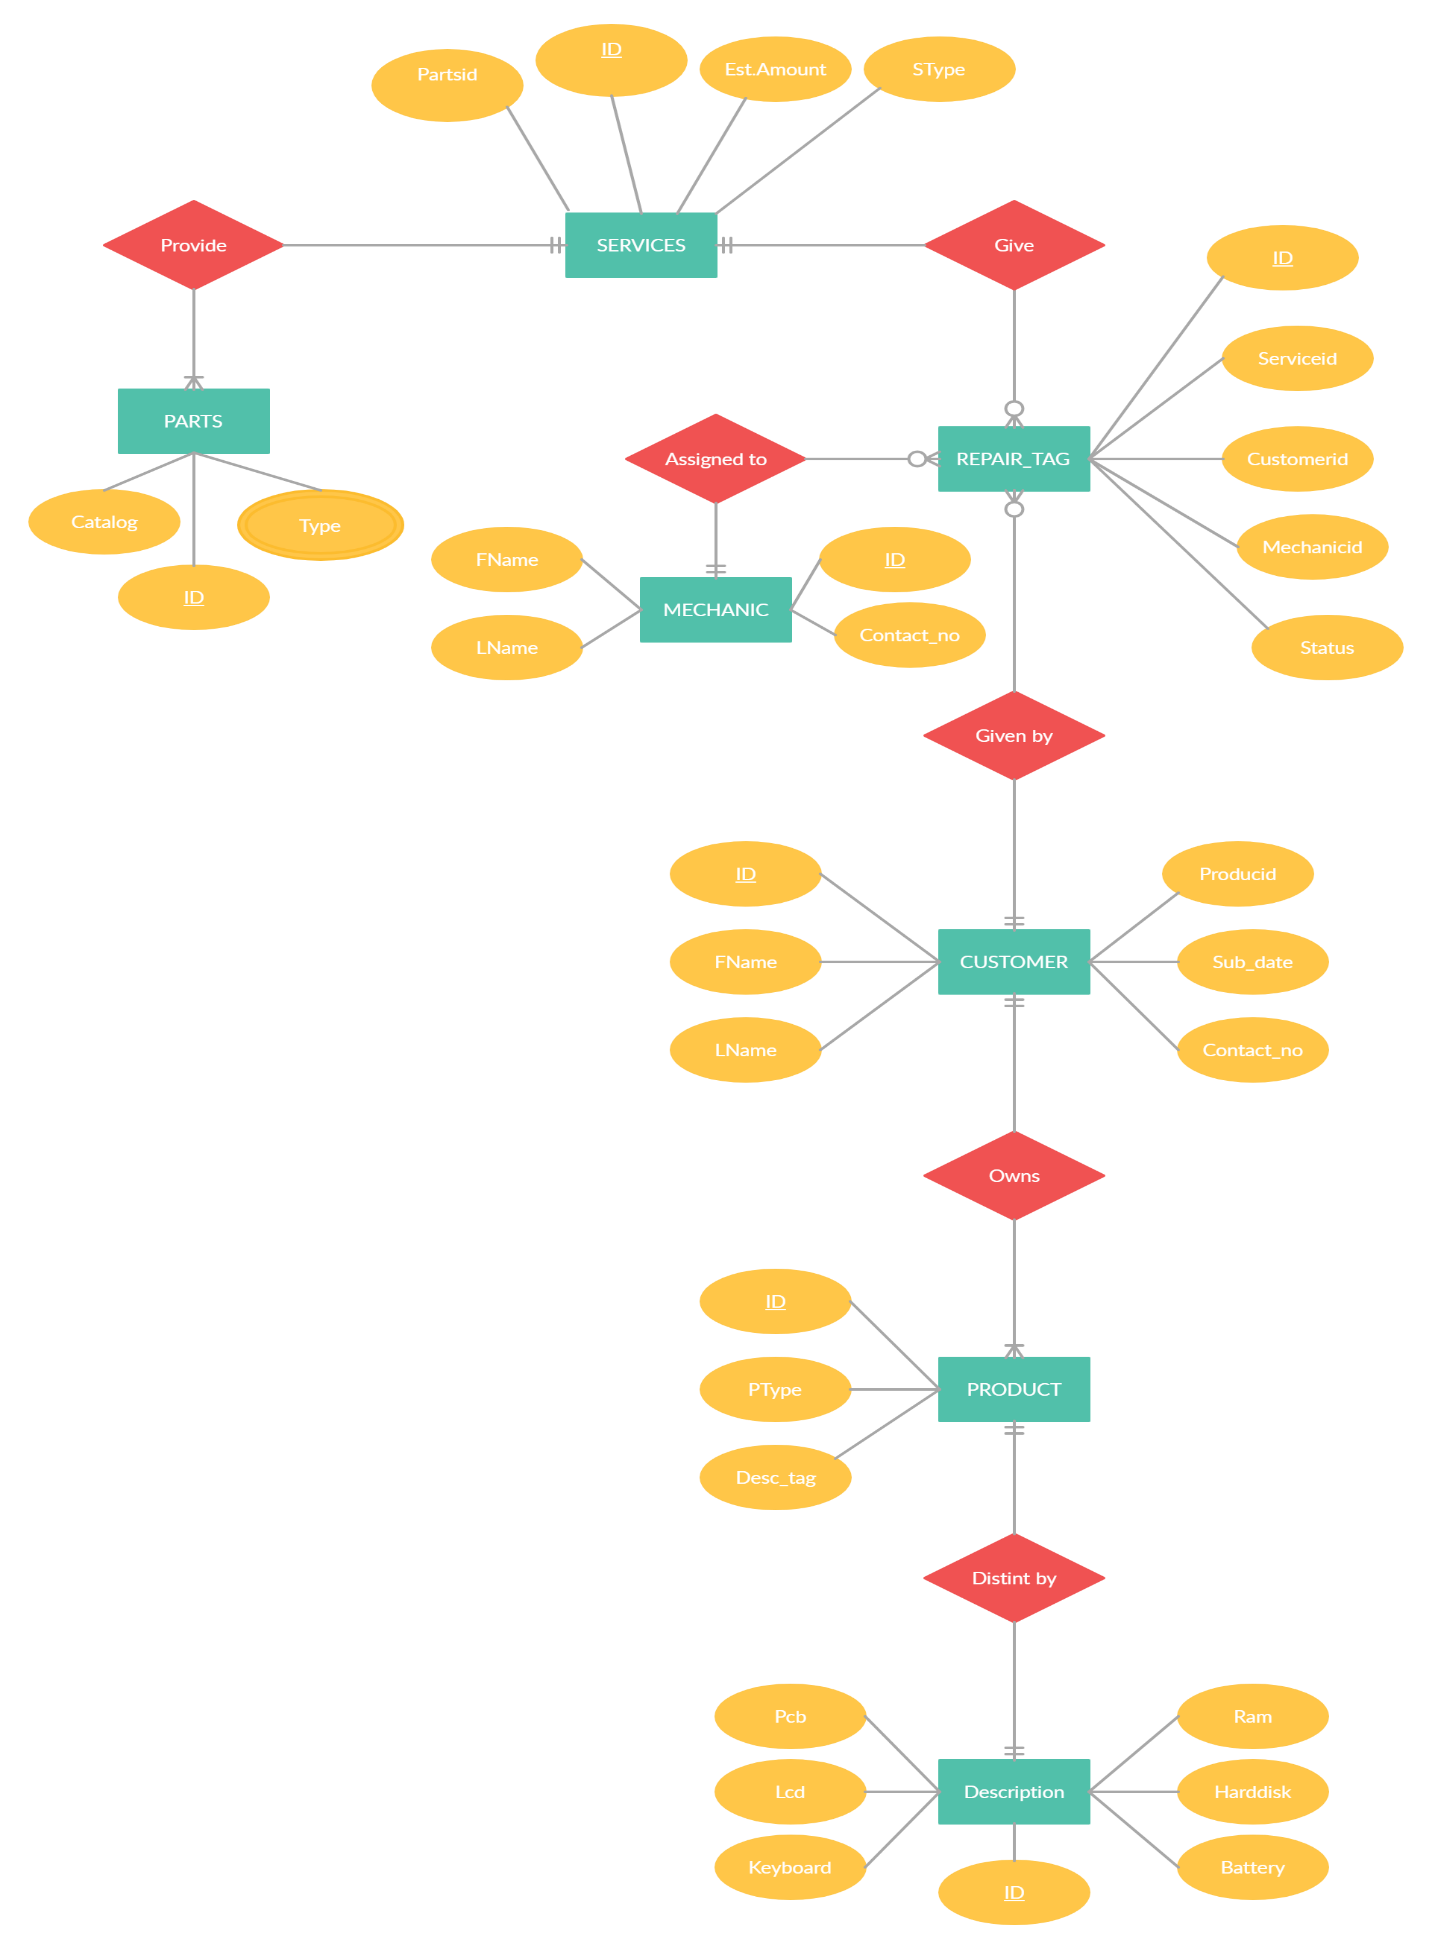 Partsid
ID
Est.Amount
SType
Provide
SERVICES
Give
ID
Serviceid
PARTS
Assigned to
REPAIR_TAG
Customerid
Catalog
Type
Mechanicid
FName
ID
ID
MECHANIC
Contact_no
LName
Status
Given by
ID
Producid
FName
CUSTOMER
Sub_date
LName
Contact_no
Owns
ID
PType
PRODUCT
Desc_tag
Distint by
Pcb
Ram
Lcd
Description
Harddisk
Keyboard
Battery
ID